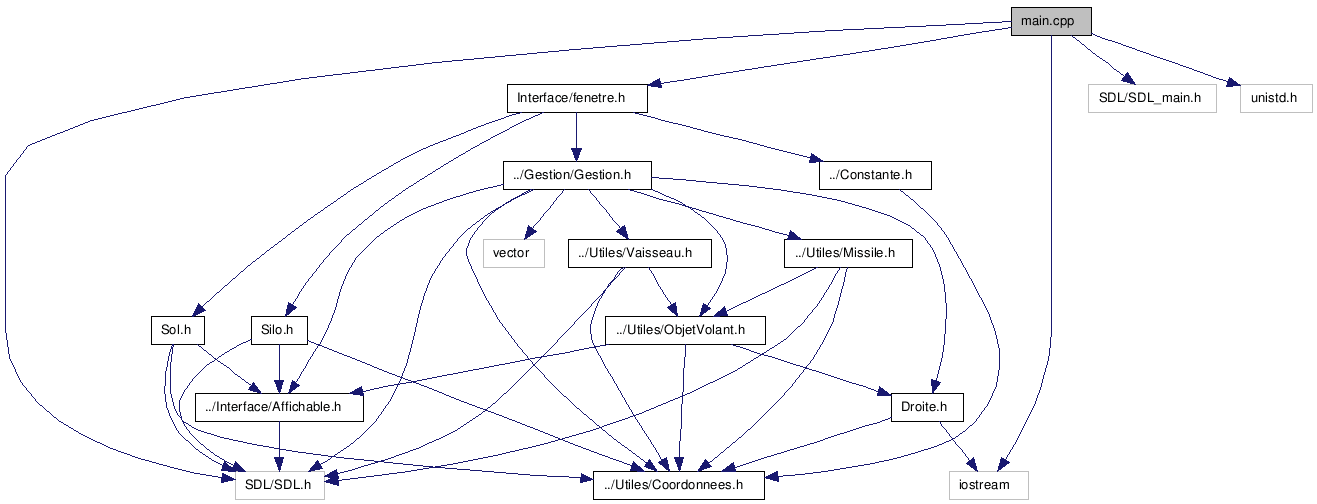 main.cpp
Interface/fenetre.h
SDL/SDL_main.h
unistd.h
../Gestion/Gestion.h
../Constante.h
vector
../Utiles/Vaisseau.h
../Utiles/Missile.h
Sol.h
Silo.h
../Utiles/ObjetVolant.h
../Interface/Affichable.h
Droite.h
SDL/SDL.h
../Utiles/Coordonnees.h
iostream